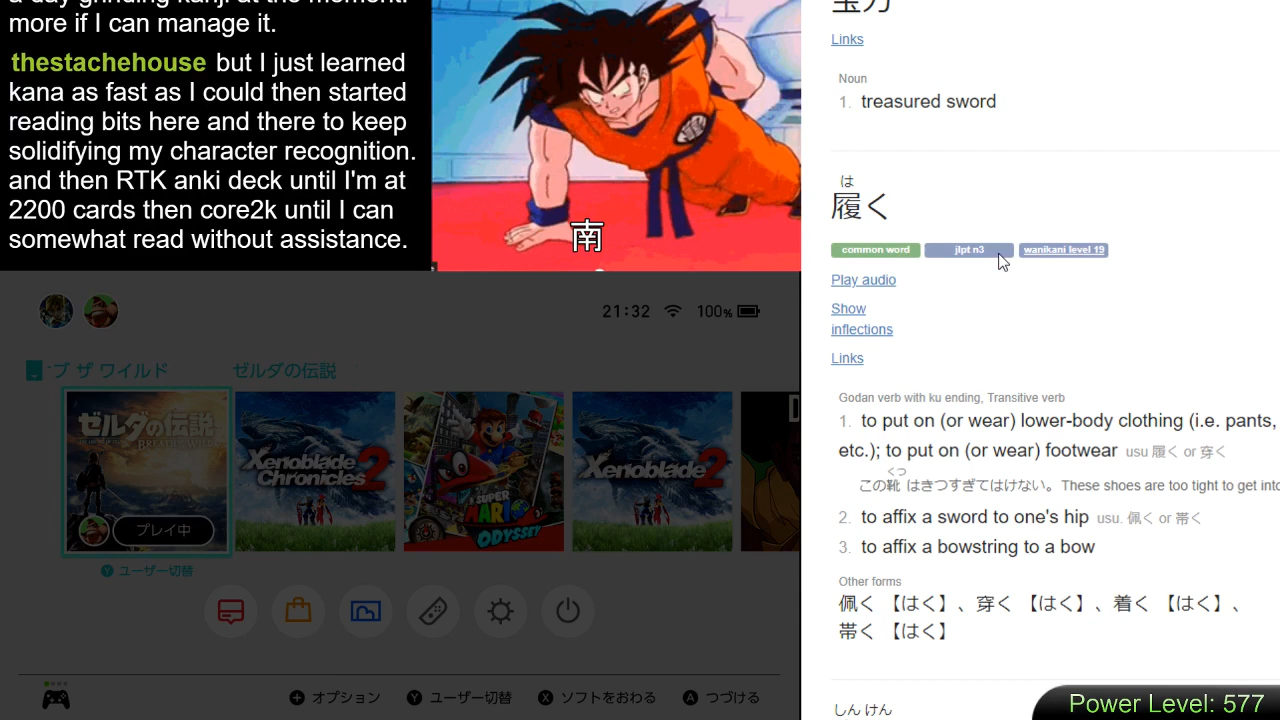 a day grinding kanji at the moment.
more if I can manage it.
thestachehouse but I just learned
kana as fast as I could then started
reading bits here and there to keep
solidifying my character recognition.
and then RTK anki deck until I'm at
2200 cards then core2k until I can
somewhat read without assistance.
南
21:32 100%
ブ ザ ワイルド ゼルダの伝説
ゼルダの伝説
BREATH
WILD
プレイ中
Xenoblade
Chronicles 2
SUPER
MARIO
ODYSSEY
Xenoblade 2
ユーザー切替
オプション
Y ユーザー切替
X ソフトをおわる
A つづける
宝刀
Links
Noun
1. treasured sword
は
履く
common word jlpt n3 wanikani level 19
Play audio
Show
inflections
Links
Godan verb with ku ending, Transitive verb
1. to put on (or wear) lower-body clothing (i.e. pants,
etc.); to put on (or wear) footwear usu 履く or 穿く
くつ
この靴 はきつすぎてはけない。 These shoes are too tight to get into
2. to affix a sword to one's hip usu. 佩く or 帯く
3. to affix a bowstring to a bow
Other forms
佩く 【はく】、穿く 【はく】、着く 【はく】、
帯く 【はく】
しん けん
Power Level: 577